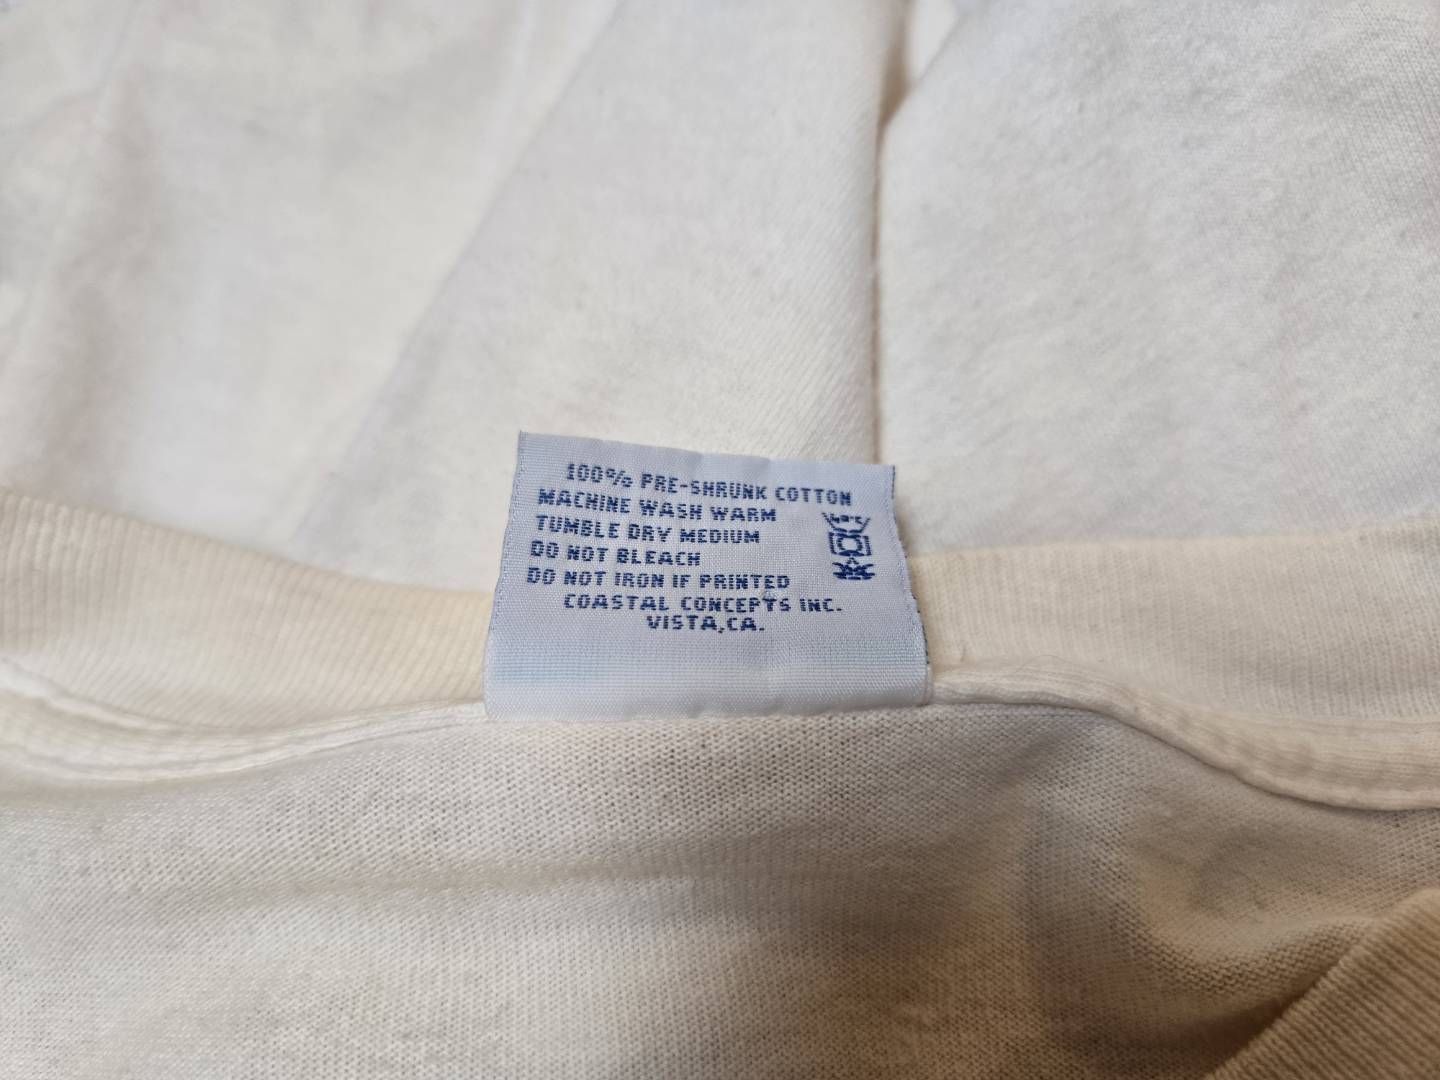 100% PRE-SHRUNK COTTON
MACHINE WASH WARM
TUMBLE DRY MEDIUM
DO NOT BLEACH
DO NOT IRON IF PRINTED
COASTAL CONCEPTS INC.
VISTA,CA.